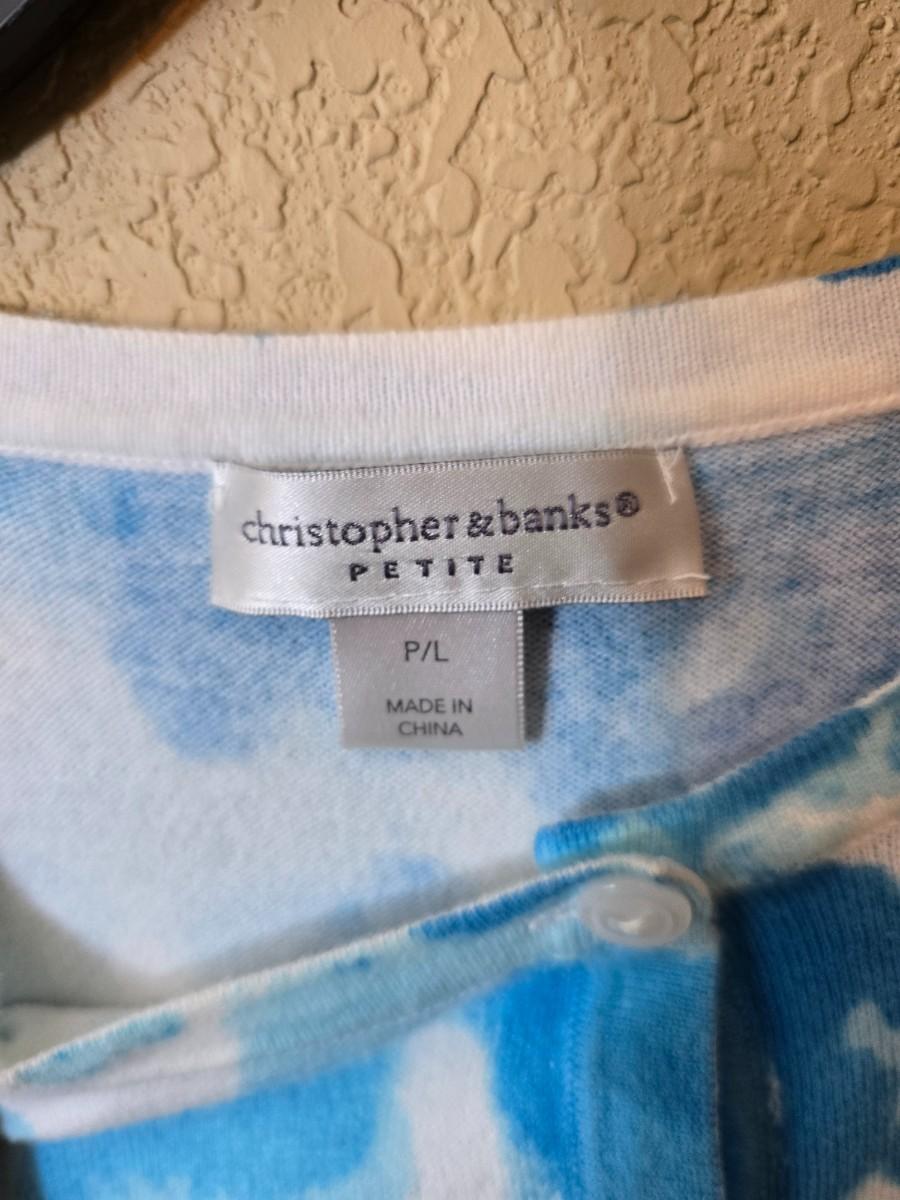 christopher&banks®
PETITE
P/L
MADE IN
CHINA